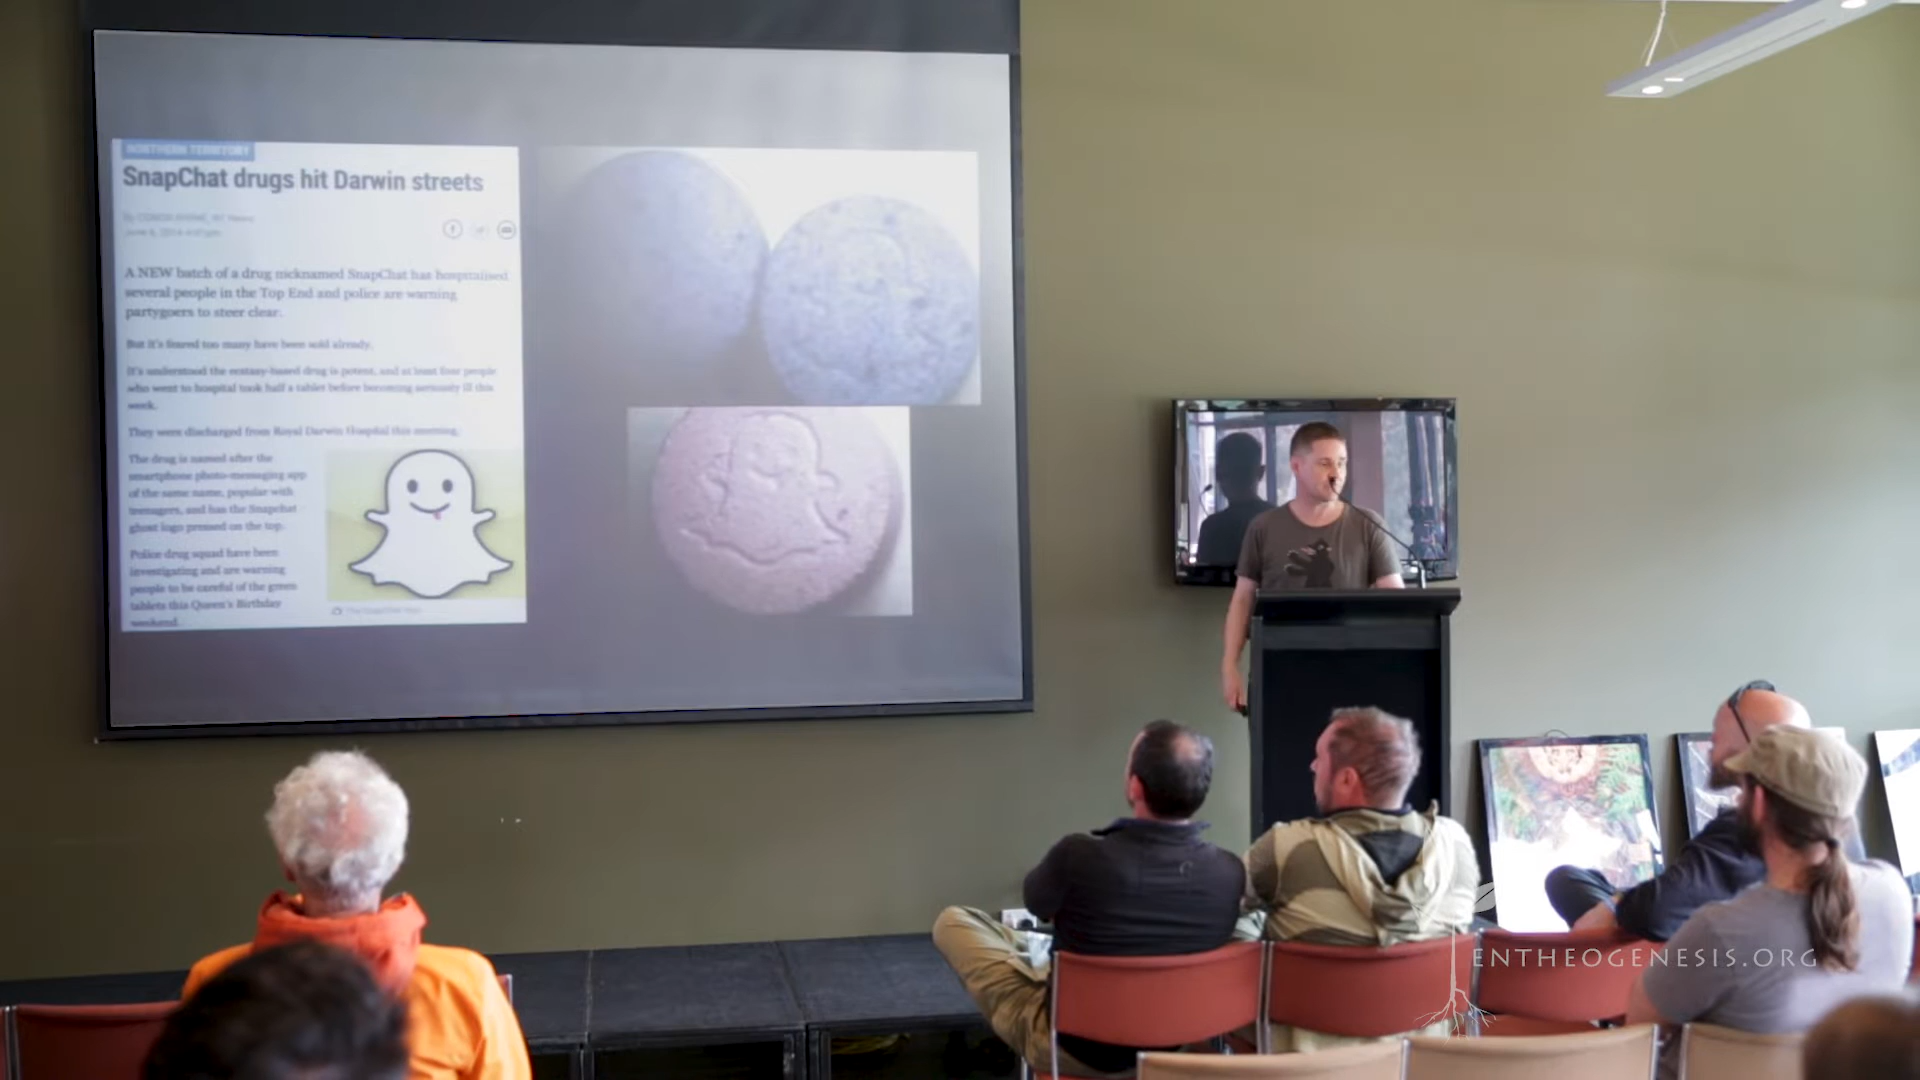 NORTHERN TERRITORY
SnapChat drugs hit Darwin streets
A NEW batch of a drug nicknamed SnapChat has hospitalised
several people in the Top End and police are warning
partygoers to steer clear.
But it's feared too many have been sold already.
It's understood the ecstasy-based drug is potent, and at least four people
who went to hospital took half a tablet before becoming seriously ill this
week.
They were discharged from Royal Darwin Hospital this morning.
The drug is named after the
smartphone photo-messaging app
of the same name, popular with
teenagers, and has the Snapchat
ghost logo pressed on the top.
Police drug squad have been
investigating and are warning
people to be careful of the green
tablets this Queen's Birthday
weekend.
ENTHEOGENESIS.ORG